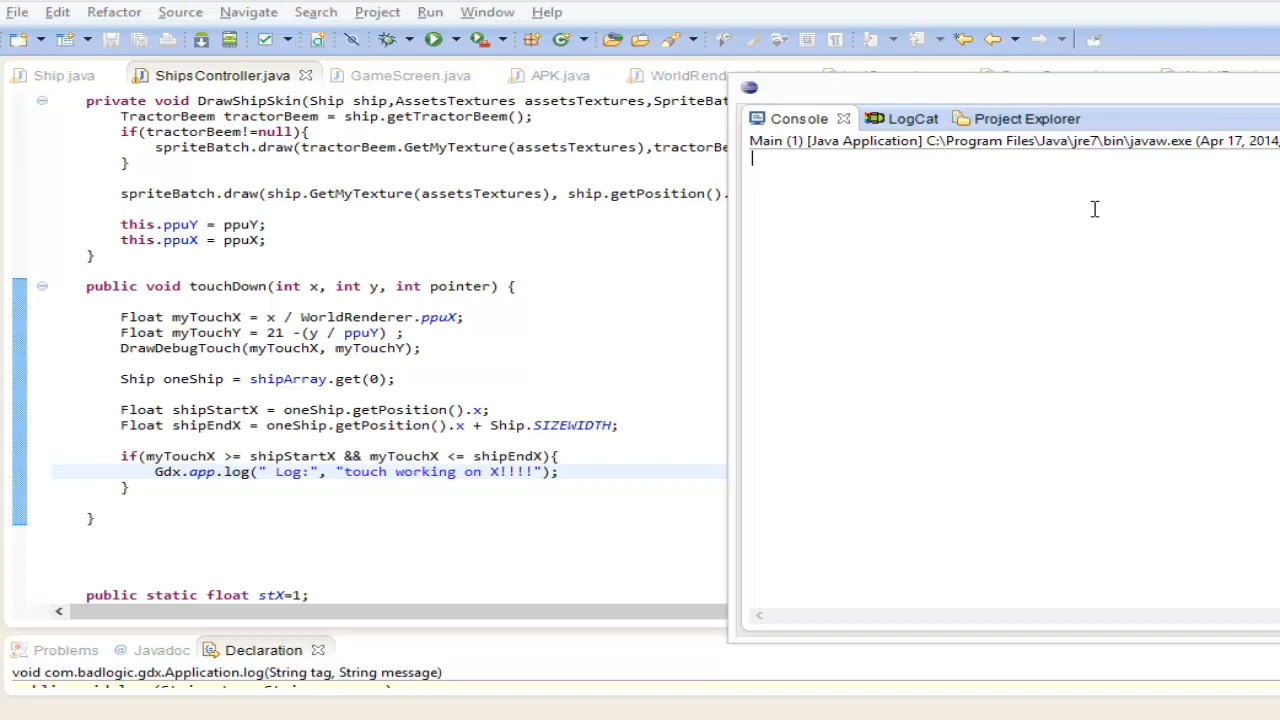 File Edit Refactor Source Navigate Search Project Run Window Help
Ship.java ShipsController.java GameScreen.java APK.java WorldRen
private void DrawShipSkin(Ship ship,AssetsTextures assetsTextures,SpriteBat
TractorBeem tractorBeem = ship.getTractorBeem();
if(tractorBeem!=null){
spriteBatch.draw(tractorBeem.GetMyTexture(assetsTextures),tractorBe
}
spriteBatch.draw(ship.GetMyTexture(assetsTextures), ship.getPosition().
this.ppuY = ppuY;
this.ppuX = ppuX;
}
public void touchDown(int x, int y, int pointer) {
Float myTouchX = x / WorldRenderer.ppuX;
Float myTouchY = 21 -(y / ppuY) ;
DrawDebugTouch(myTouchX, myTouchY);
Ship oneShip = shipArray.get(0);
Float shipStartX = oneShip.getPosition().x;
Float shipEndX = oneShip.getPosition().x + Ship.SIZEWIDTH;
if(myTouchX >= shipStartX && myTouchX <= shipEndX){
Gdx.app.log(" Log:", "touch working on X!!!!");
}
}
public static float stX=1;
Console LogCat Project Explorer
Main (1) [Java Application] C:\Program Files\Java\jre7\bin\javaw.exe (Apr 17, 2014,
Problems @ Javadoc Declaration
void com.badlogic.gdx.Application.log(String tag, String message)